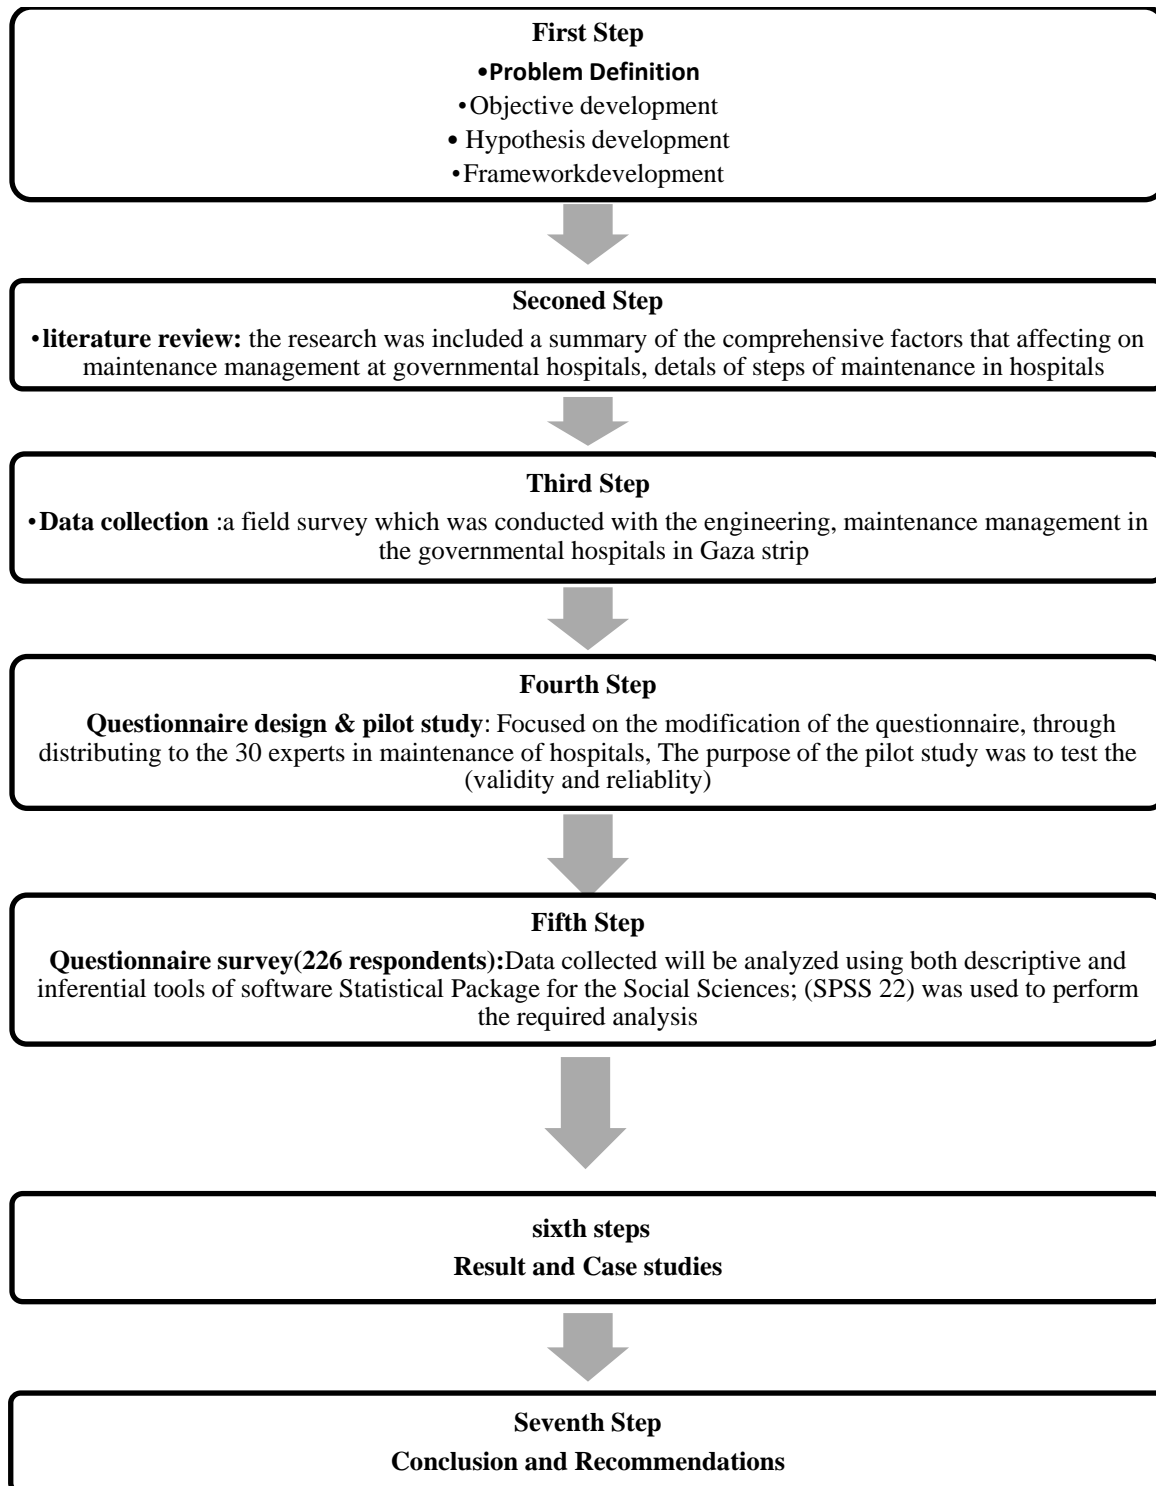 First Step
•Problem Definition
•Objective development
• Hypothesis development
•Frameworkdevelopment
Seconed Step
•literature review: the research was included a summary of the comprehensive factors that affecting on
maintenance management at governmental hospitals, detals of steps of maintenance in hospitals
Third Step
•Data collection :a field survey which was conducted with the engineering, maintenance management in
the governmental hospitals in Gaza strip
Fourth Step
Questionnaire design & pilot study: Focused on the modification of the questionnaire, through
distributing to the 30 experts in maintenance of hospitals, The purpose of the pilot study was to test the
(validity and reliablity)
Fifth Step
Questionnaire survey(226 respondents):Data collected will be analyzed using both descriptive and
inferential tools of software Statistical Package for the Social Sciences; (SPSS 22) was used to perform
the required analysis
sixth steps
Result and Case studies
Seventh Step
Conclusion and Recommendations